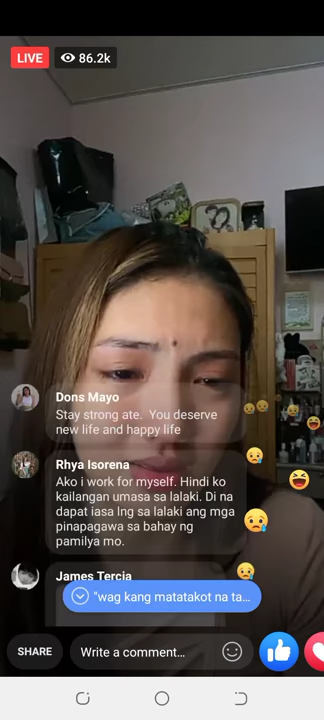 LIVE 86.2k
Dons Mayo
Stay strong ate. You deserve
new life and happy life
Rhya Isorena
Ako i work for myself. Hindi ko
kailangan umasa sa lalaki. Di na
dapat iasa lng sa lalaki ang mga
pinapagawa sa bahay ng
pamilya mo.
James Tercia
"wag kang matatakot na ta...
SHARE Write a comment...